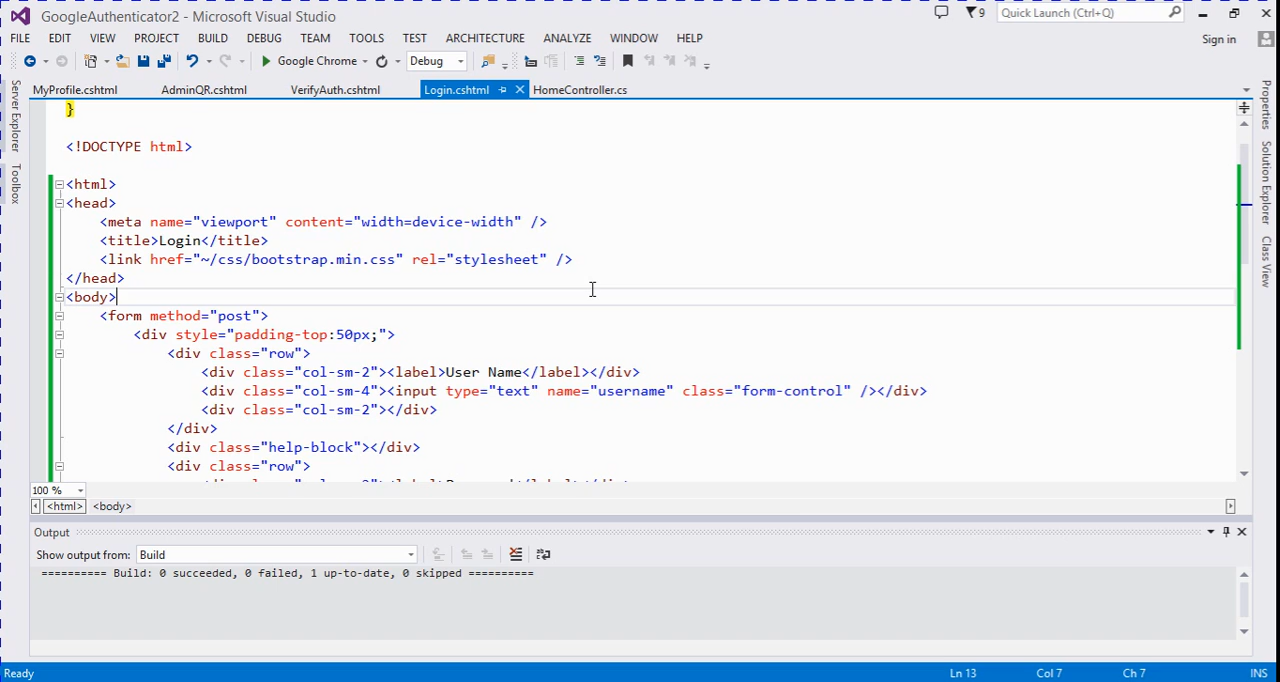 GoogleAuthenticator2 - Microsoft Visual Studio
9
Quick Launch (Ctrl+Q)
FILE EDIT VIEW PROJECT BUILD DEBUG TEAM TOOLS TEST ARCHITECTURE ANALYZE WINDOW HELP
Sign in
Google Chrome
Debug
MyProfile.cshtml AdminQR.cshtml VerifyAuth.cshtml Login.cshtml HomeController.cs
Server Explorer
Toolbox
Properties
Solution Explorer
Class View
}
<!DOCTYPE html>
<html>
<head>
<meta name="viewport" content="width=device-width" />
<title>Login</title>
<link href="~/css/bootstrap.min.css" rel="stylesheet" />
</head>
<body>
<form method="post">
<div style="padding-top:50px;">
<div class="row">
<div class="col-sm-2"><label>User Name</label></div>
<div class="col-sm-4"><input type="text" name="username" class="form-control" /></div>
<div class="col-sm-2"></div>
</div>
<div class="help-block"></div>
<div class="row">
100 %
<html> <body>
Output
Show output from: Build
========== Build: 0 succeeded, 0 failed, 1 up-to-date, 0 skipped ==========
Ready
Ln 13 Col 7 Ch 7 INS